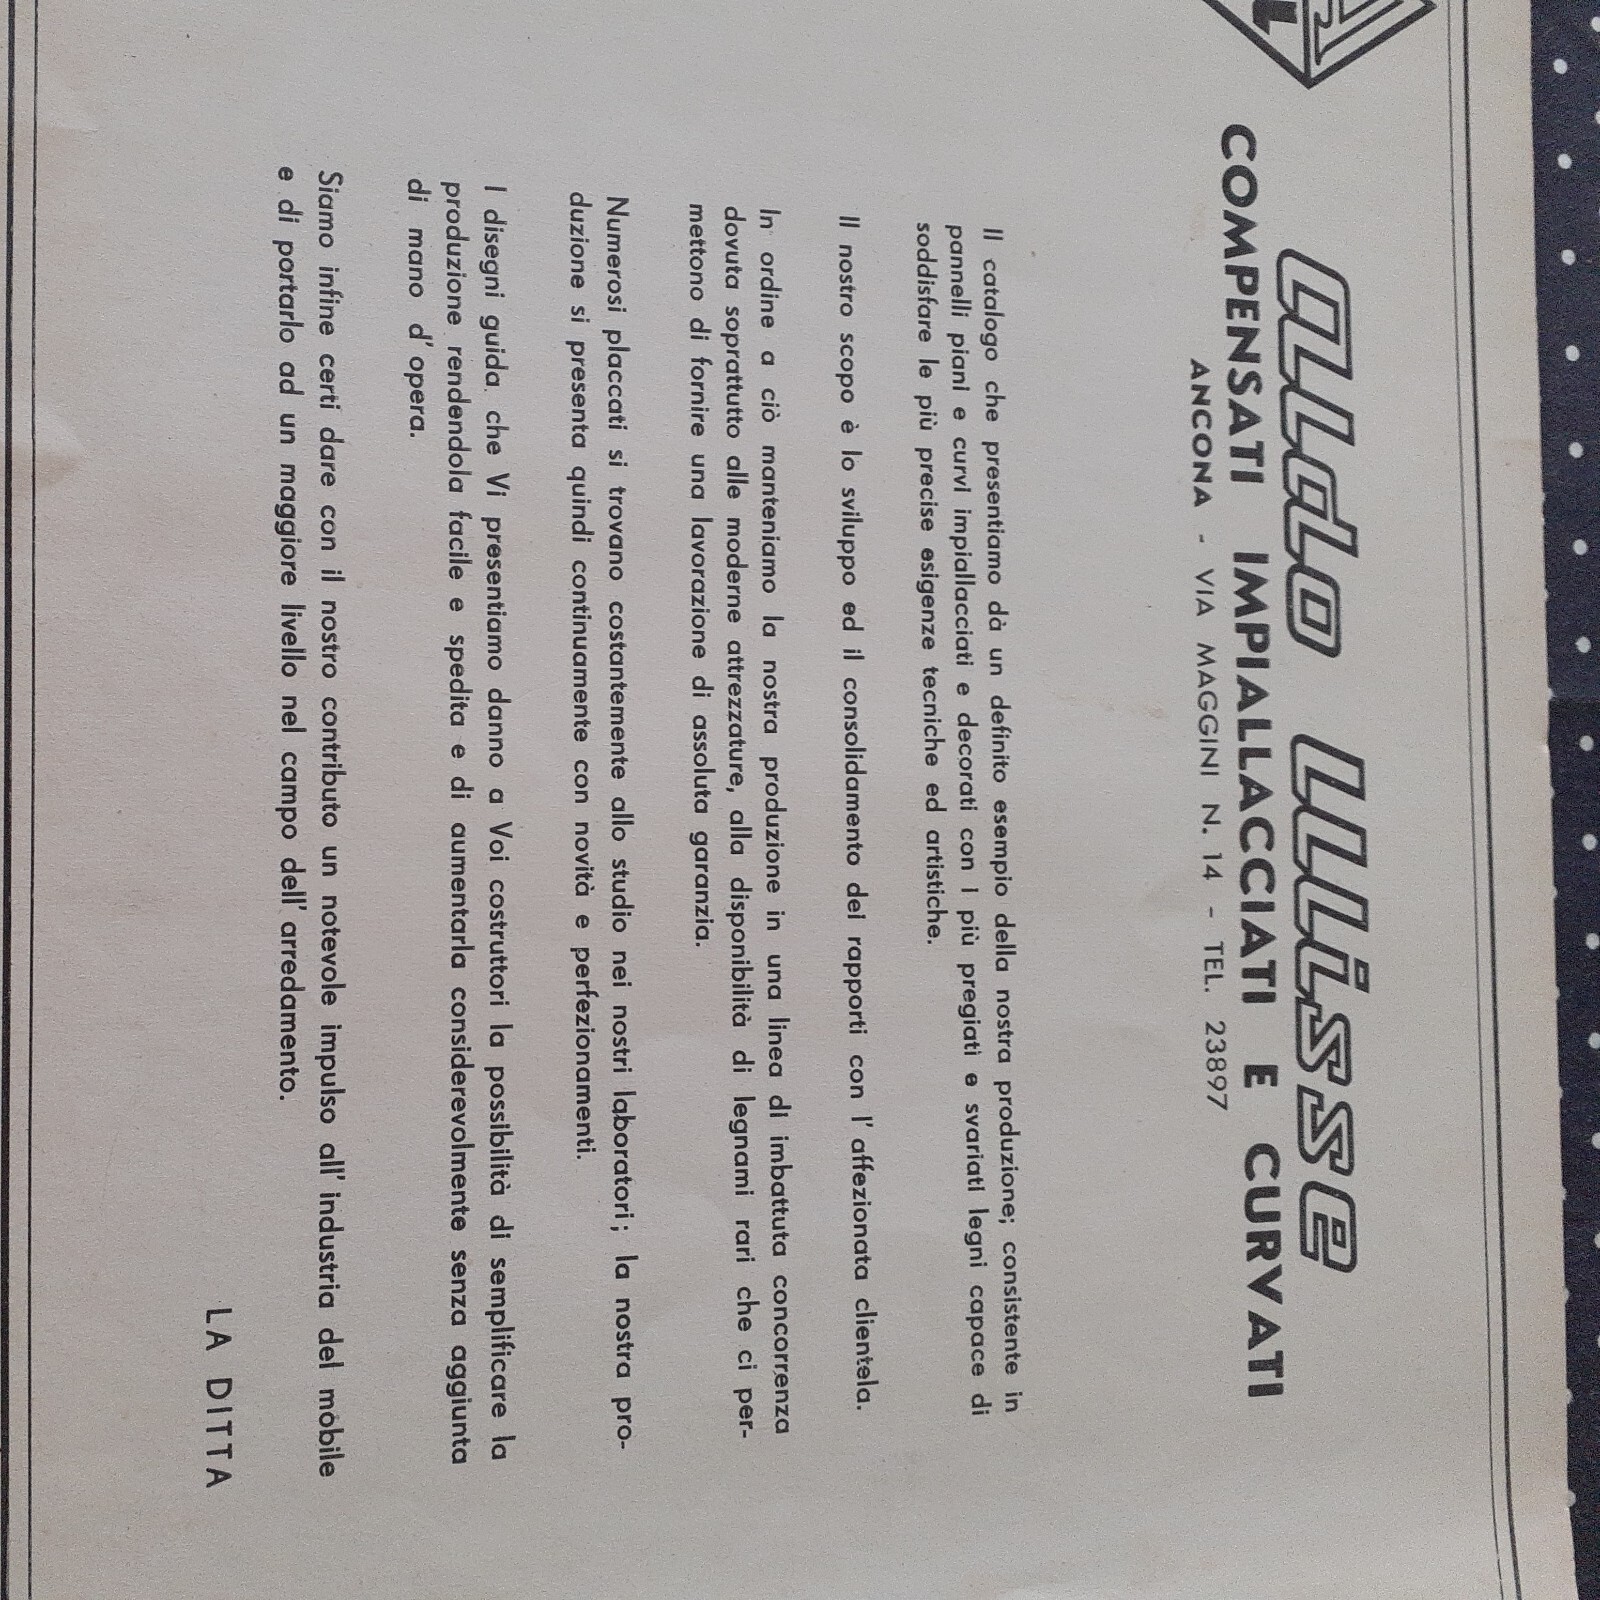 alldo ullisse
COMPENSATI IMPIALLACCIATI E CURVATI
ANCONA - VIA MAGGINI N. 14 - TEL. 23897
Il catalogo che presentiamo dà un definito esempio della nostra produzione; consistente in
pannelli piani e curvi impiallacciati e decorati con i più pregiati e svariati legni capace di
soddisfare le più precise esigenze tecniche ed artistiche.
Il nostro scopo è lo sviluppo ed il consolidamento dei rapporti con l' affezionata clientela.
In ordine a ciò manteniamo la nostra produzione in una linea di imbattuta concorrenza
dovuta soprattutto alle moderne attrezzature, alla disponibilità di legnami rari che ci per-
mettono di fornire una lavorazione di assoluta garanzia.
Numerosi placcati si trovano costantemente allo studio nei nostri laboratori; la nostra pro-
duzione si presenta quindi continuamente con novità e perfezionamenti.
I disegni guida che Vi presentiamo danno a Voi costruttori la possibilità di semplificare la
produzione rendendola facile e spedita e di aumentarla considerevolmente senza aggiunta
di mano d' opera.
Siamo infine certi dare con il nostro contributo un notevole impulso all' industria del mobile
e di portarlo ad un maggiore livello nel campo dell' arredamento.
LA DITTA